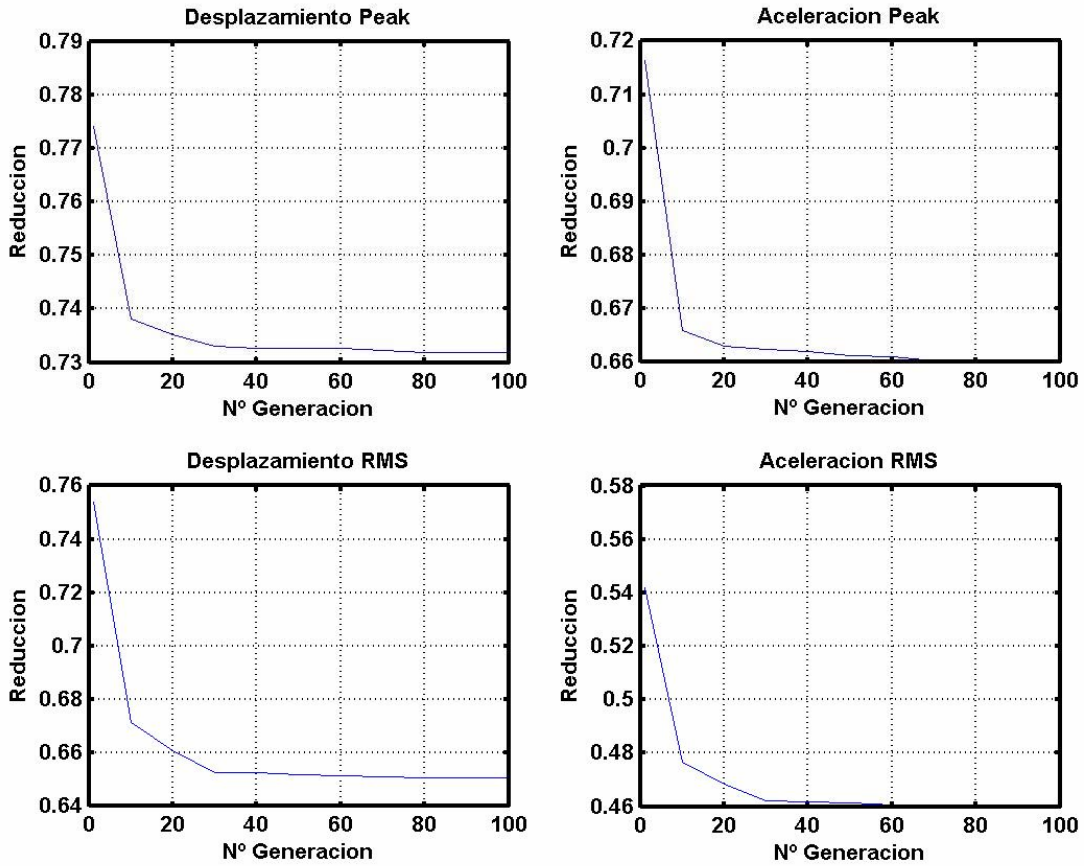 Desplazamiento Peak
0.79
0.78
0.77
0.76
0.75
0.74
0.73
Reduccion
0 20 40 60 80 100
Nº Generacion
Aceleracion Peak
0.72
0.71
0.7
0.69
0.68
0.67
0.66
Reduccion
0 20 40 60 80 100
Nº Generacion
Desplazamiento RMS
0.76
0.74
0.72
0.7
0.68
0.66
0.64
Reduccion
0 20 40 60 80 100
Nº Generacion
Aceleracion RMS
0.58
0.56
0.54
0.52
0.5
0.48
0.46
Reduccion
0 20 40 60 80 100
Nº Generacion